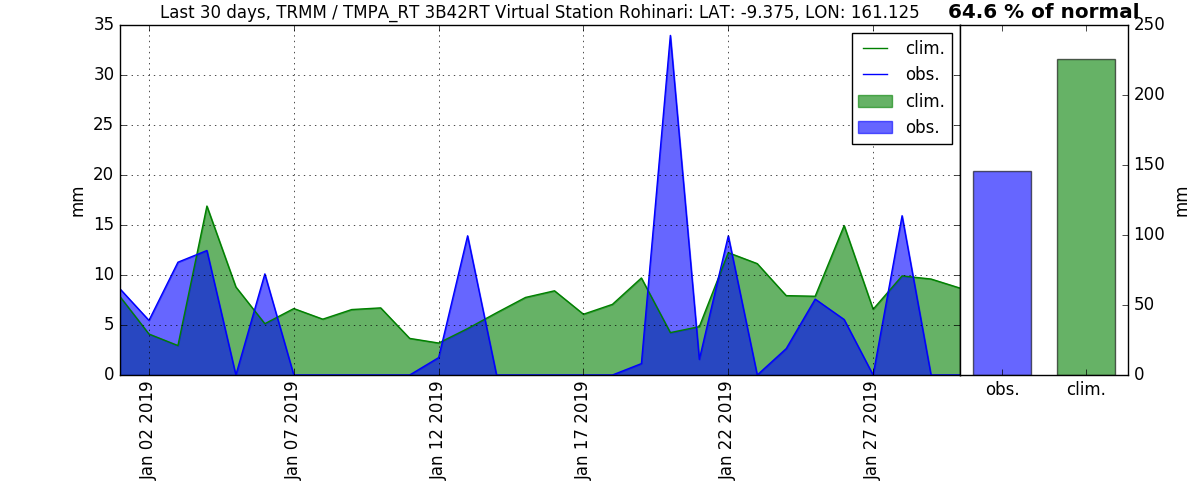 Last 30 days, TRMM / TMPA_RT 3B42RT Virtual Station Rohinari: LAT: -9.375, LON: 161.125
64.6 % of normal
35
30
25
20
15
10
5
0
mm
clim.
obs.
clim.
obs.
Jan 02 2019
Jan 07 2019
Jan 12 2019
Jan 17 2019
Jan 22 2019
Jan 27 2019
250
200
150
100
50
0
mm
obs.
clim.